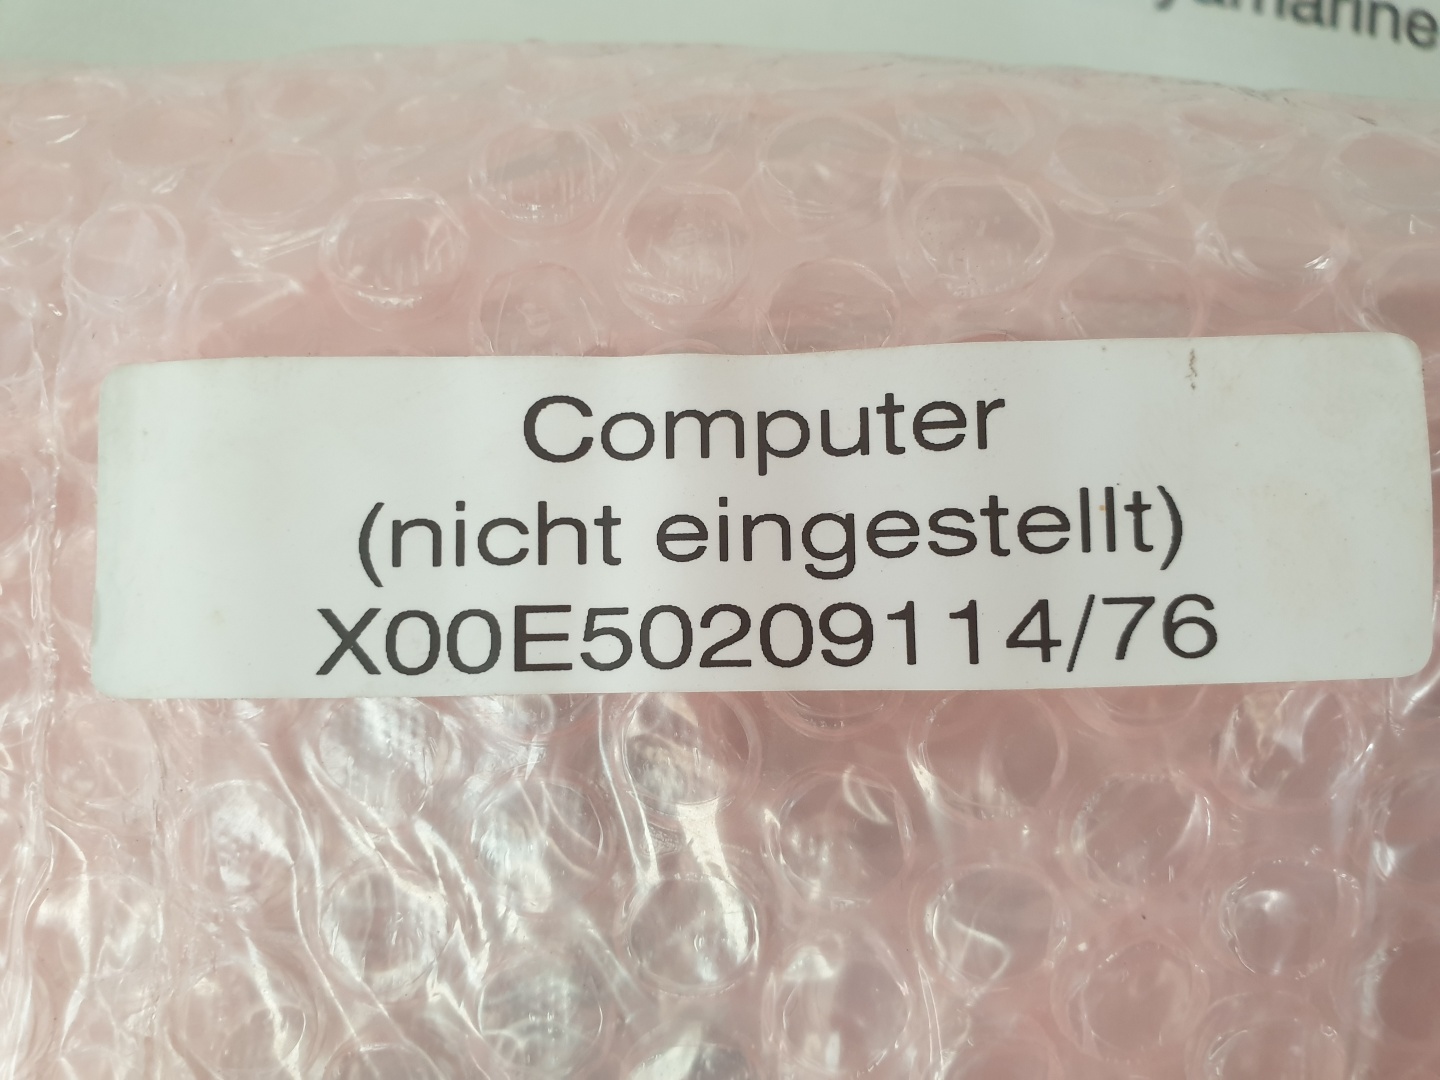 Computer
(nicht eingestellt)
X00E50209114/76